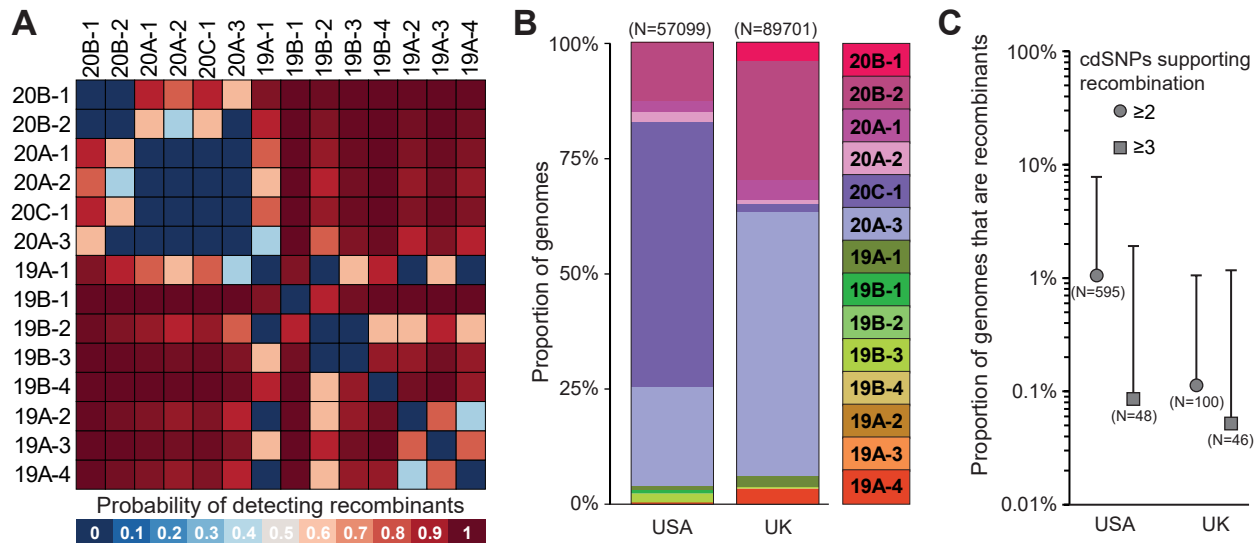 A
20B-1
20B-2
20A-1
20A-2
20C-1
20A-3
19A-1
19B-1
19B-2
19B-3
19B-4
19A-2
19A-3
19A-4
20B-1
20B-2
20A-1
20A-2
20C-1
20A-3
19A-1
19B-1
19B-2
19B-3
19B-4
19A-2
19A-3
19A-4
Probability of detecting recombinants
0 0.1 0.2 0.3 0.4 0.5 0.6 0.7 0.8 0.9 1
B
(N=57099) (N=89701)
Proportion of genomes
100%
75%
50%
25%
0%
USA UK
20B-1
20B-2
20A-1
20A-2
20C-1
20A-3
19A-1
19B-1
19B-2
19B-3
19B-4
19A-2
19A-3
19A-4
C
Proportion of genomes that are recombinants
100%
10%
1%
0.1%
0.01%
cdSNPs supporting
recombination
≥2
≥3
(N=595)
(N=48)
(N=100)
(N=46)
USA UK